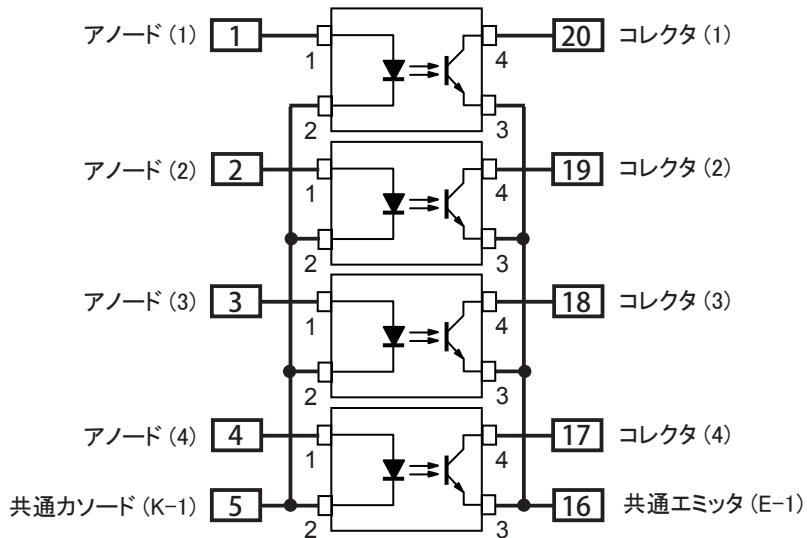 アノード (1) 1 1 4 20 コレクタ (1)
2 3
アノード (2) 2 1 4 19 コレクタ (2)
2 3
アノード (3) 3 1 4 18 コレクタ (3)
2 3
アノード (4) 4 1 4 17 コレクタ (4)
共通カソード (K-1) 5 2 3 16 共通エミッタ (E-1)